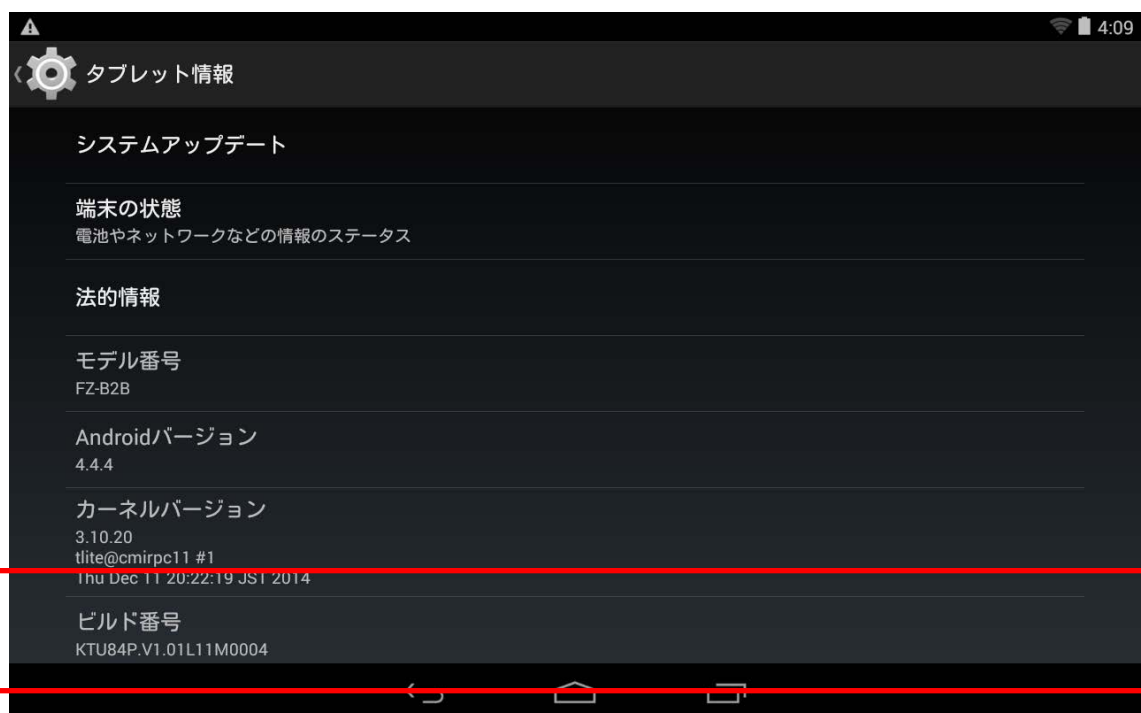 4:09
タブレット情報
システムアップデート
端末の状態
電池やネットワークなどの情報のステータス
法的情報
モデル番号
FZ-B2B
Androidバージョン
4.4.4
カーネルバージョン
3.10.20
tlite@cmirpc11 #1
Thu Dec 11 20:22:19 JST 2014
ビルド番号
KTU84P.V1.01L11M0004